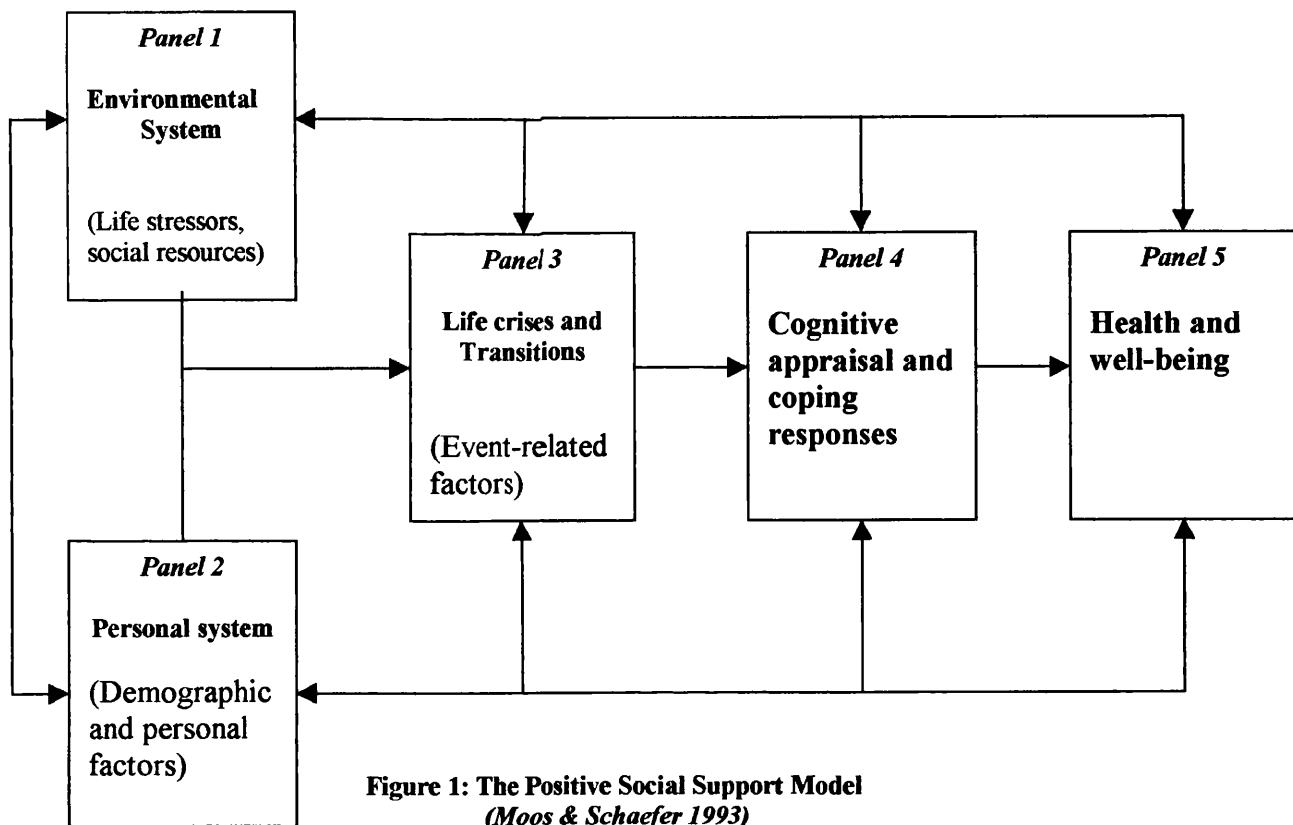 Panel 1
Environmental
System
(Life stressors,
social resources)
Panel 2
Personal system
(Demographic
and personal
factors)
Panel 3
Life crises and
Transitions
(Event-related
factors)
Panel 4
Cognitive
appraisal and
coping
responses
Panel 5
Health and
well-being
Figure 1: The Positive Social Support Model
(Moos & Schaefer 1993)